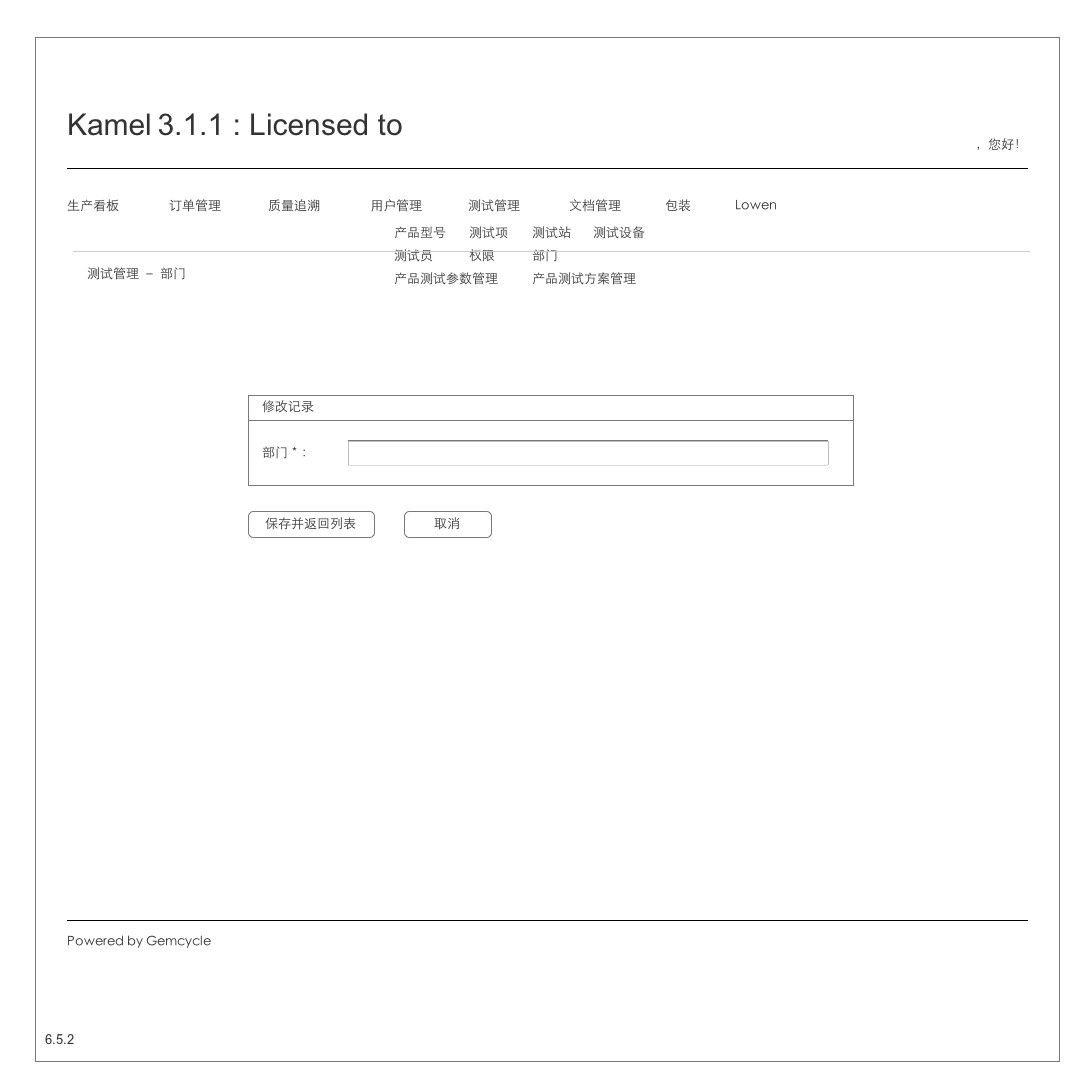 Kamel 3.1.1 : Licensed to
，您好！
生产看板 订单管理 质量追溯 用户管理 测试管理 文档管理 包装 Lowen
产品型号 测试项 测试站 测试设备
测试员 权限 部门
测试管理 – 部门
产品测试参数管理 产品测试方案管理
修改记录
部门 * :
保存并返回列表 取消
Powered by Gemcycle
6.5.2